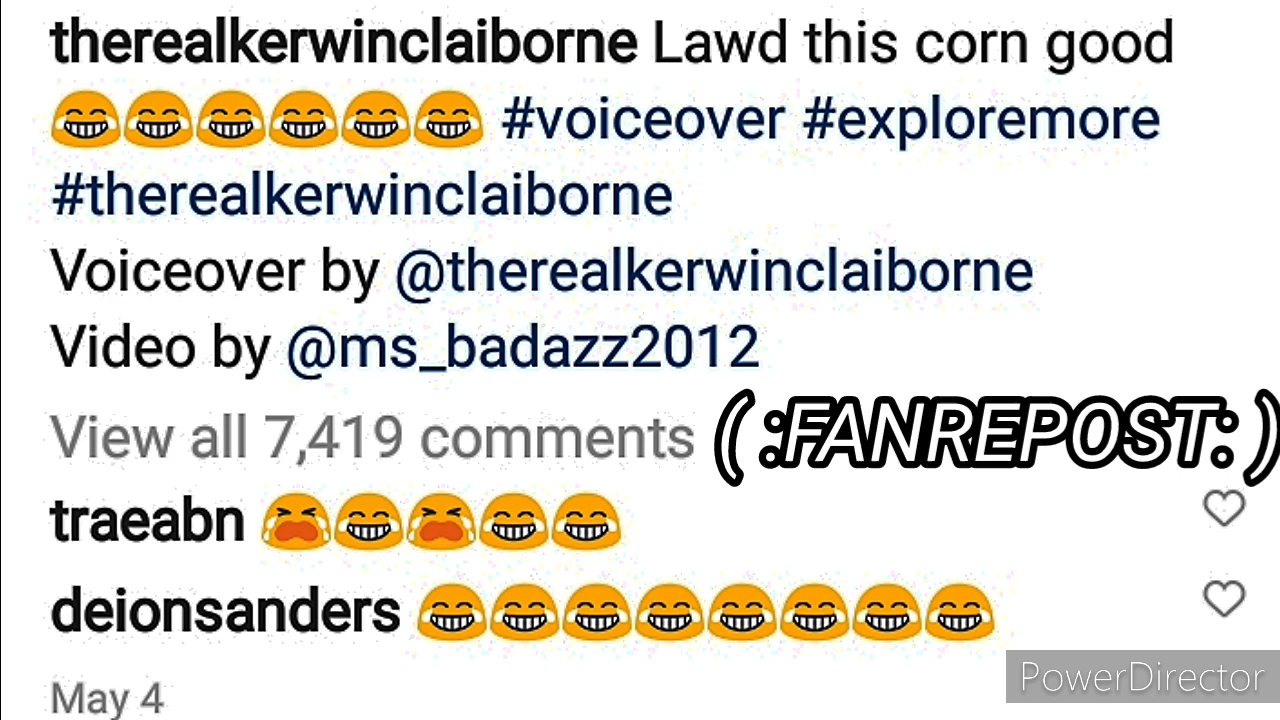 therealkerwinclaiborne Lawd this corn good
😂😂😂😂😂😂 #voiceover #exploremore
#therealkerwinclaiborne
Voiceover by @therealkerwinclaiborne
Video by @ms_badazz2012
View all 7,419 comments (:FANREPOST:)
traeabn 😭😂😭😂😂
deionsanders 😂😂😂😂😂😂😂😂
May 4
PowerDirector